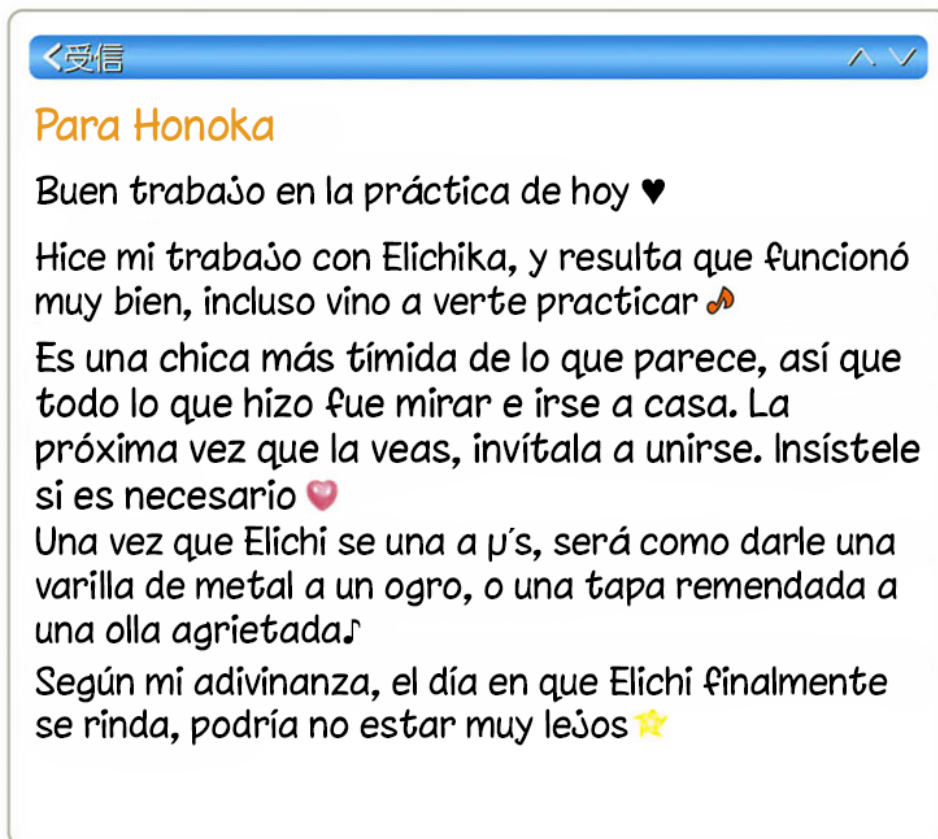 <受信
Para Honoka
Buen trabajo en la práctica de hoy ♥
Hice mi trabajo con Elichika, y resulta que funcionó
muy bien, incluso vino a verte practicar ♪
Es una chica más tímida de lo que parece, así que
todo lo que hizo fue mirar e irse a casa. La
próxima vez que la veas, invítala a unirse. Insístele
si es necesario 💗
Una vez que Elichi se una a μ´s, será como darle una
varilla de metal a un ogro, o una tapa remendada a
una olla agrietada♪
Según mi adivinanza, el día en que Elichi finalmente
se rinda, podría no estar muy lejos ⭐